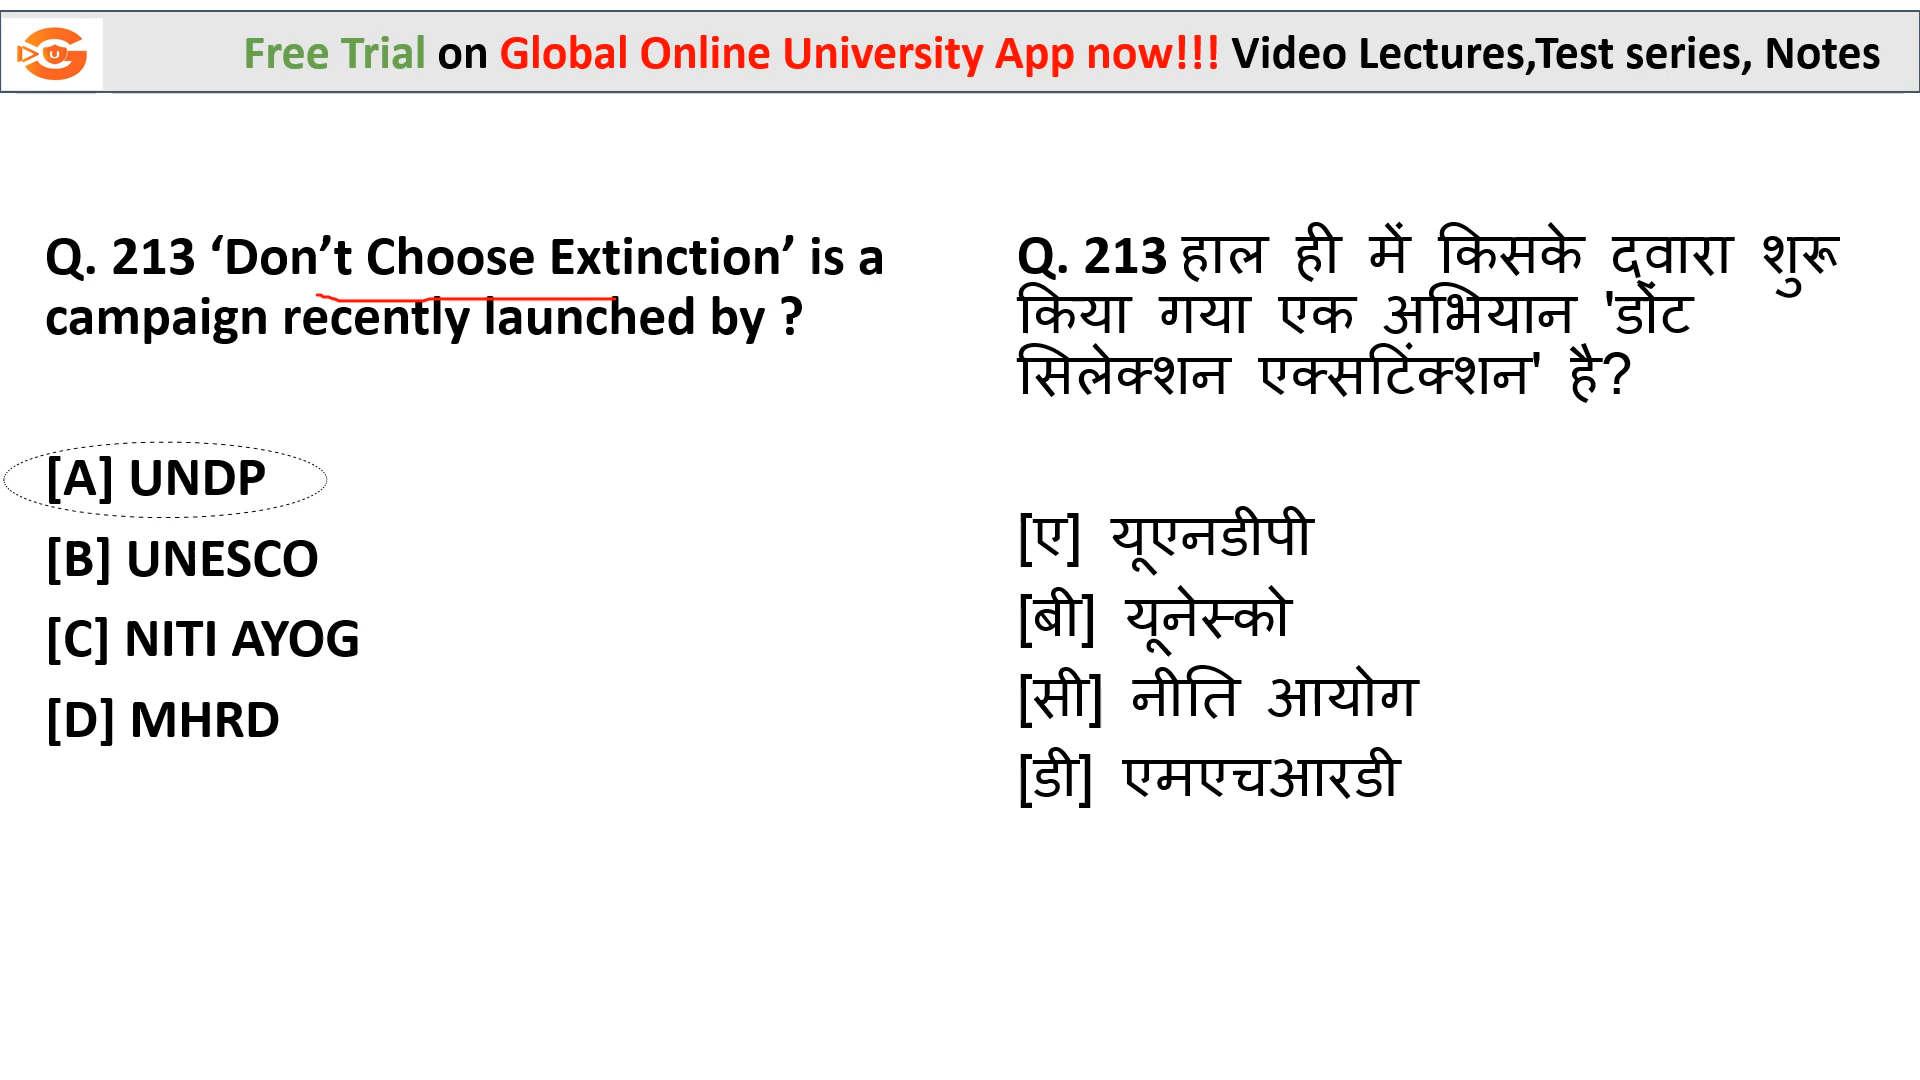 Free Trial on Global Online University App now!!! Video Lectures,Test series, Notes
Q. 213 ‘Don’t Choose Extinction’ is a
campaign recently launched by ?
[A] UNDP
[B] UNESCO
[C] NITI AYOG
[D] MHRD
Q. 213 हाल ही में किसके द्वारा शुरू
किया गया एक अभियान 'डोंट
सिलेक्शन एक्सटिंक्शन' है?
[ए] यूएनडीपी
[बी] यूनेस्को
[सी] नीति आयोग
[डी] एमएचआरडी